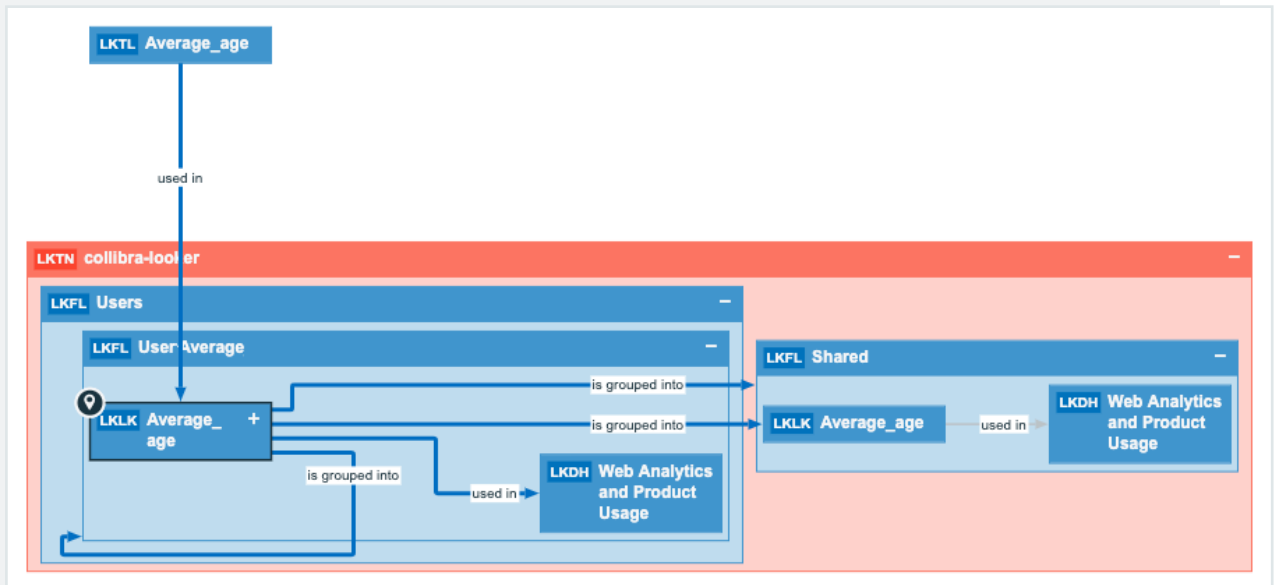 LKTL Average_age
used in
LKTN collibra-looker
LKFL Users
LKFL User Average
LKFL Shared
is grouped into
LKLK Average_
age
is grouped into
LKLK Average_age
used in
LKDH Web Analytics
and Product
Usage
is grouped into
used in
LKDH Web Analytics
and Product
Usage